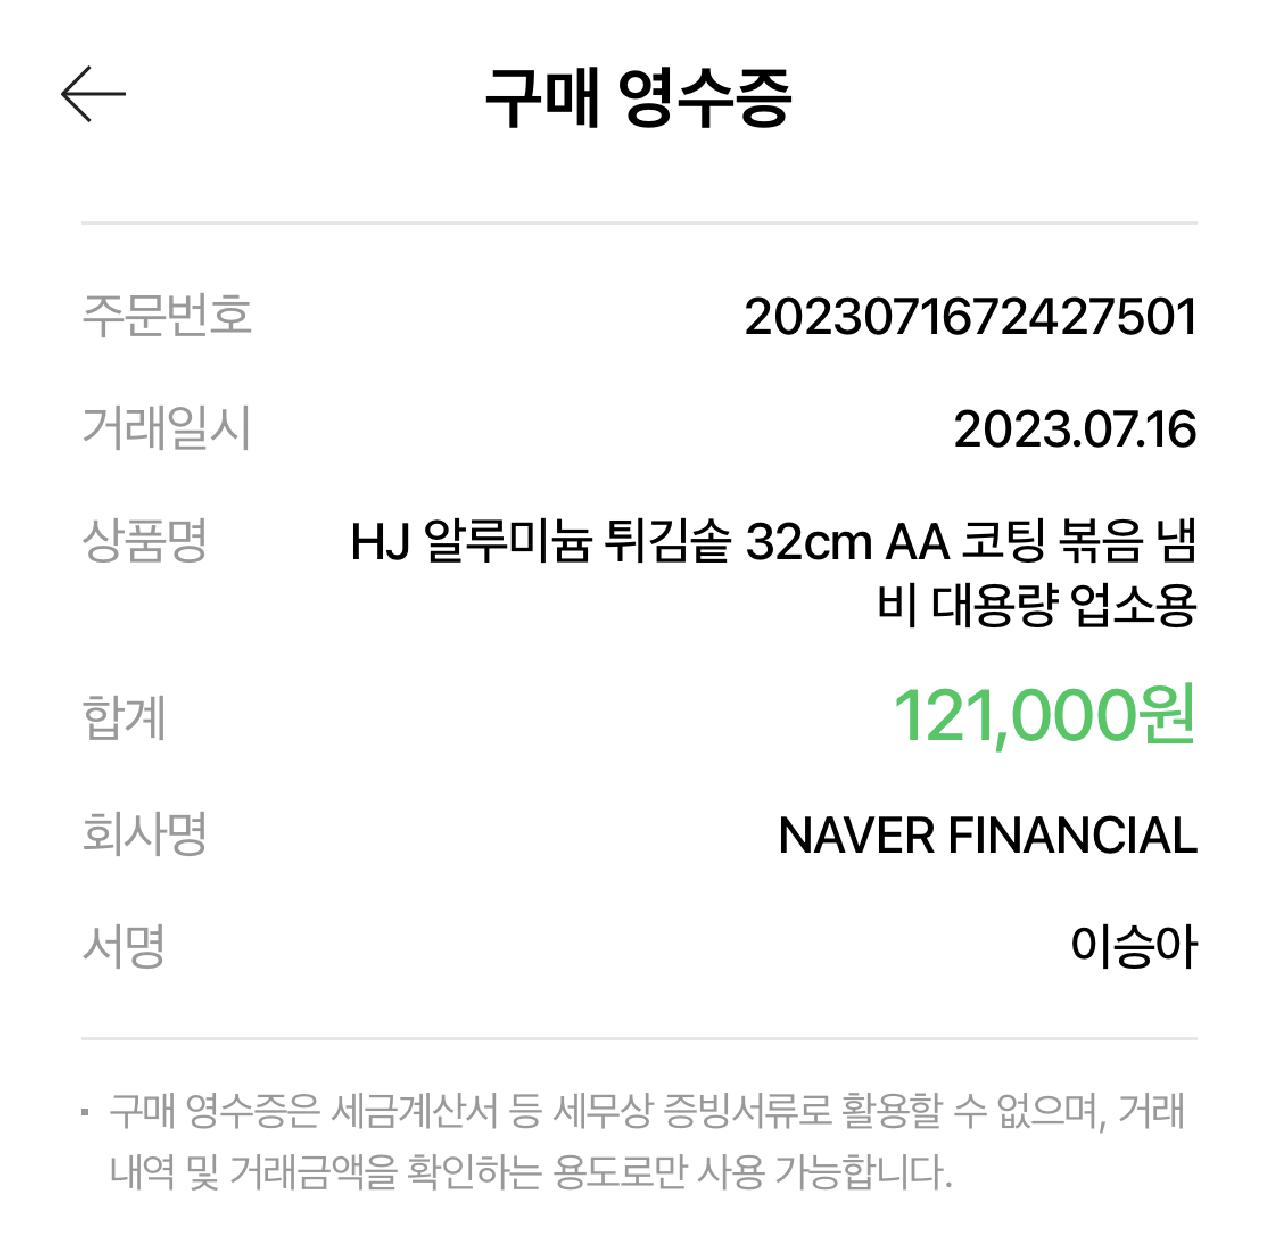 구매 영수증
주문번호 2023071672427501
거래일시 2023.07.16
상품명 HJ 알루미늄 튀김솥 32cm AA 코팅 볶음 냄
비 대용량 업소용
합계 121,000원
회사명 NAVER FINANCIAL
서명 이승아
▪ 구매 영수증은 세금계산서 등 세무상 증빙서류로 활용할 수 없으며, 거래
내역 및 거래금액을 확인하는 용도로만 사용 가능합니다.